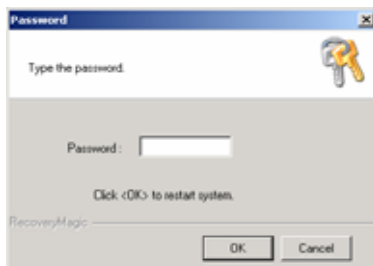 Password
Type the password.
Password :
Click <OK> to restart system.
RecoveryMagic
OK
Cancel